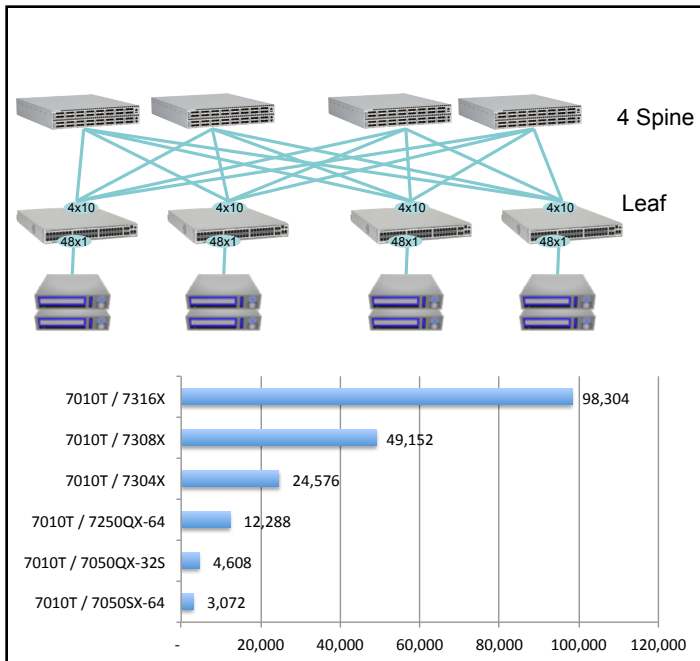 4 Spine
Leaf
4x10 4x10 4x10 4x10
48x1 48x1 48x1 48x1
7010T / 7316X 98,304
7010T / 7308X 49,152
7010T / 7304X 24,576
7010T / 7250QX-64 12,288
7010T / 7050QX-32S 4,608
7010T / 7050SX-64 3,072
- 20,000 40,000 60,000 80,000 100,000 120,000